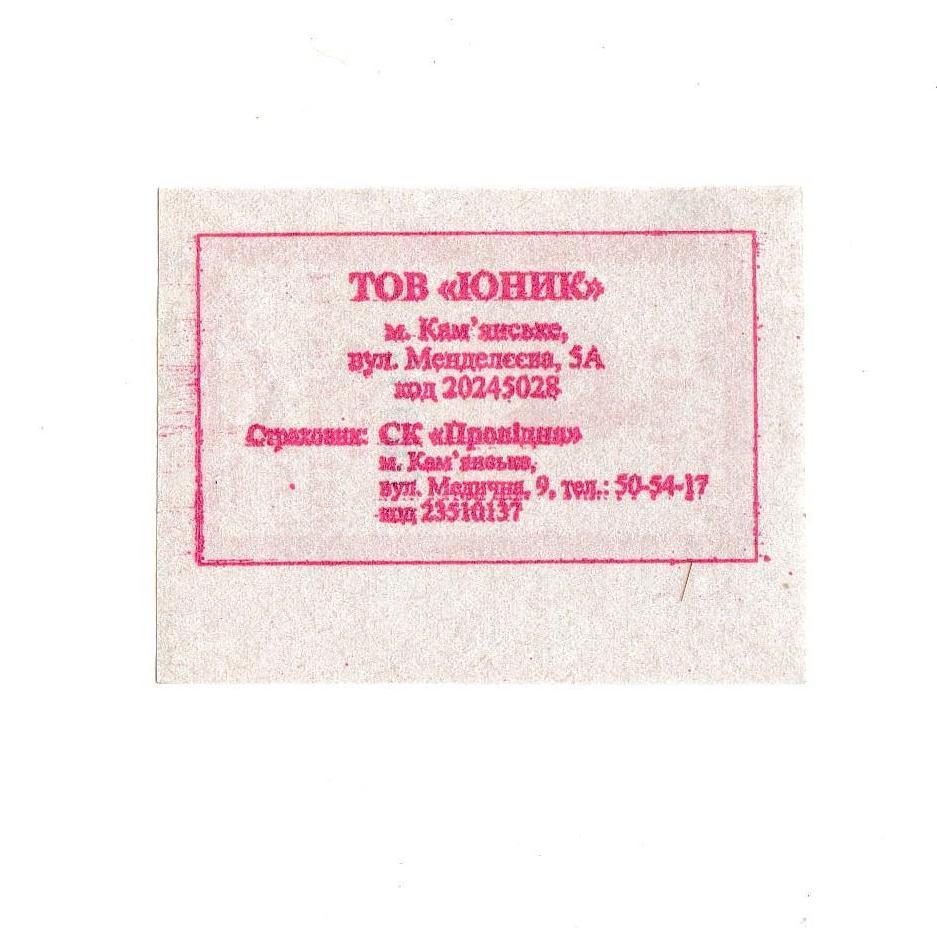 ТОВ «ЮНИК»
м. Кам’янське,
вул. Менделєєва, 5А
код 20245028
Страховик: СК «Провідна»
м. Кам’янське,
вул. Медична, 9, тел.: 50-54-17
код 23510137